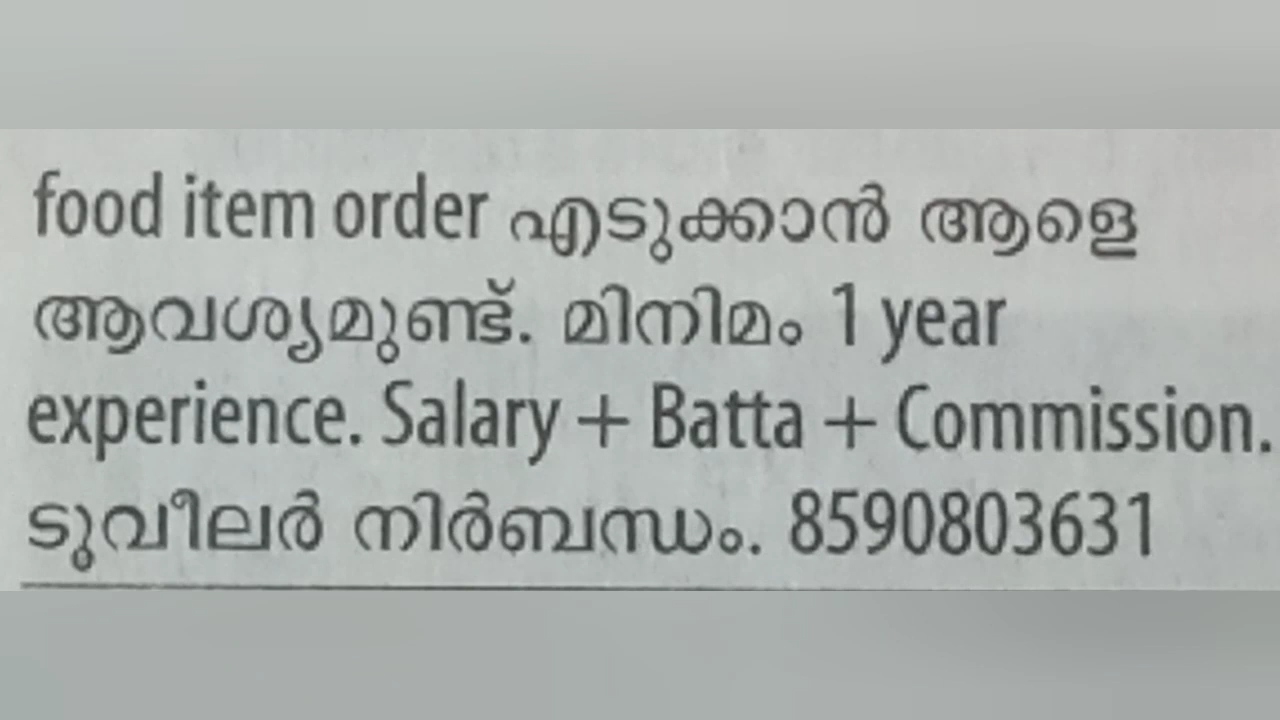 food item order എടുക്കാൻ ആളെ
ആവശ്യമുണ്ട്. മിനിമം 1 year
experience. Salary + Batta + Commission.
ടുവീലർ നിർബന്ധം. 8590803631